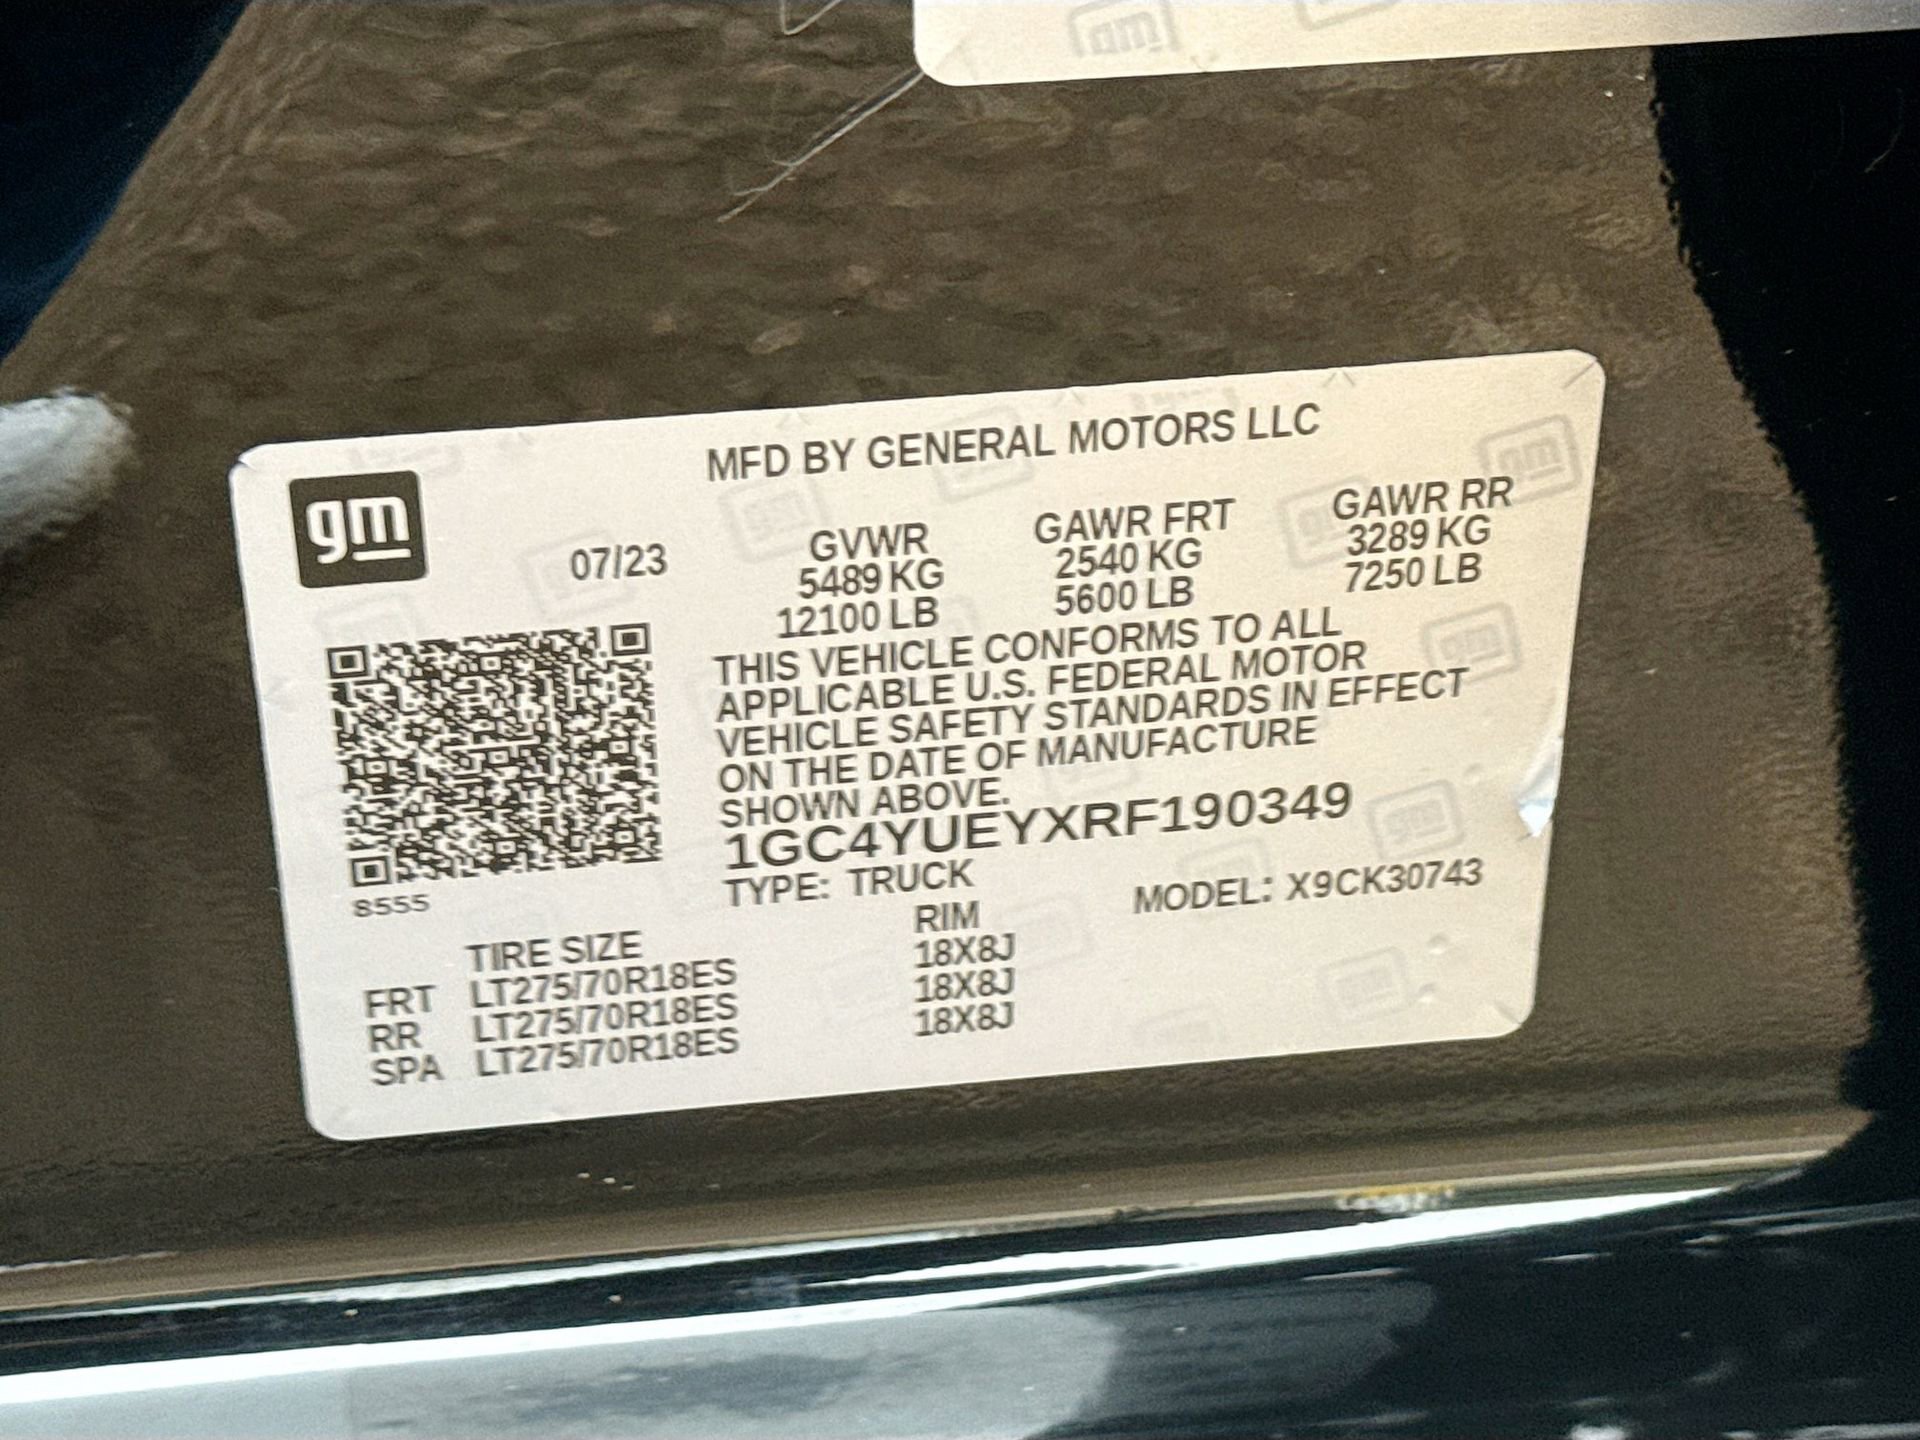 gm
MFD BY GENERAL MOTORS LLC
07/23
GVWR
5489 KG
12100 LB
GAWR FRT
2540 KG
5600 LB
GAWR RR
3289 KG
7250 LB
THIS VEHICLE CONFORMS TO ALL
APPLICABLE U.S. FEDERAL MOTOR
VEHICLE SAFETY STANDARDS IN EFFECT
ON THE DATE OF MANUFACTURE
SHOWN ABOVE.
1GC4YUEYXRF190349
TYPE: TRUCK MODEL: X9CK30743
8555
TIRE SIZE RIM
FRT LT275/70R18ES 18X8J
RR LT275/70R18ES 18X8J
SPA LT275/70R18ES 18X8J